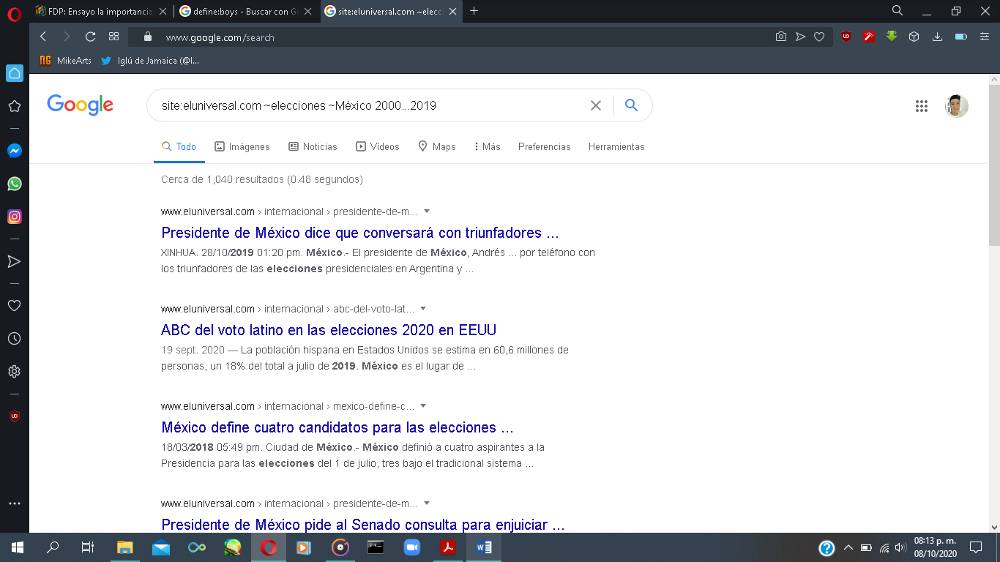 FDP: Ensayo la importancia
define:boys - Buscar con G
site:eluniversal.com ~elecci
www.google.com/search
NG MikeArts
Iglú de Jamaica (@I...
Google
site:eluniversal.com ~elecciones ~México 2000...2019
Todo Imágenes Noticias Vídeos Maps Más Preferencias Herramientas
Cerca de 1,040 resultados (0.48 segundos)
www.eluniversal.com › internacional › presidente-de-m...
Presidente de México dice que conversará con triunfadores ...
XINHUA. 28/10/2019 01:20 pm. México.- El presidente de México, Andrés ... por teléfono con
los triunfadores de las elecciones presidenciales en Argentina y ...
www.eluniversal.com › internacional › abc-del-voto-lat...
ABC del voto latino en las elecciones 2020 en EEUU
19 sept. 2020 — La población hispana en Estados Unidos se estima en 60,6 millones de
personas, un 18% del total a julio de 2019. México es el lugar de ...
www.eluniversal.com › internacional › mexico-define-c...
México define cuatro candidatos para las elecciones ...
18/03/2018 05:49 pm. Ciudad de México.- México definió a cuatro aspirantes a la
Presidencia para las elecciones del 1 de julio, tres bajo el tradicional sistema ...
www.eluniversal.com › internacional › presidente-de-m...
Presidente de México pide al Senado consulta para enjuiciar ...
08:13 p. m.
08/10/2020